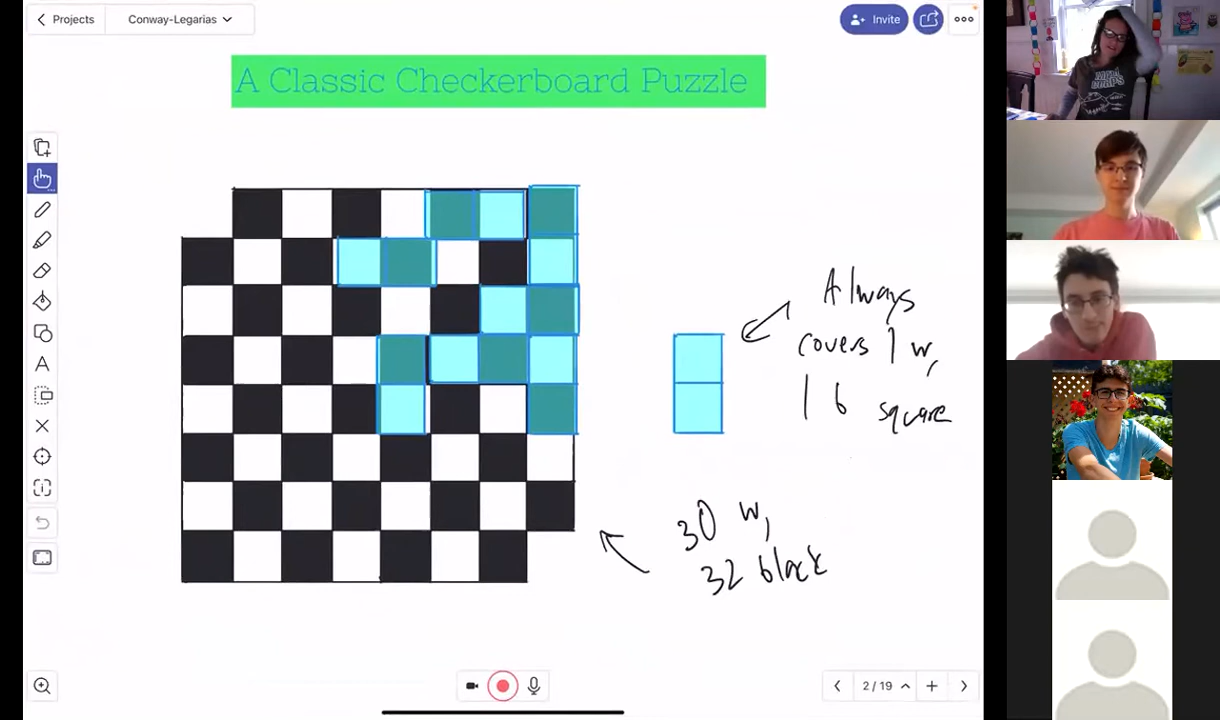 Projects
Conway-Legarias
Invite
A Classic Checkerboard Puzzle
Always
covers 1 w,
1 b square
30 w,
32 black
2 / 19